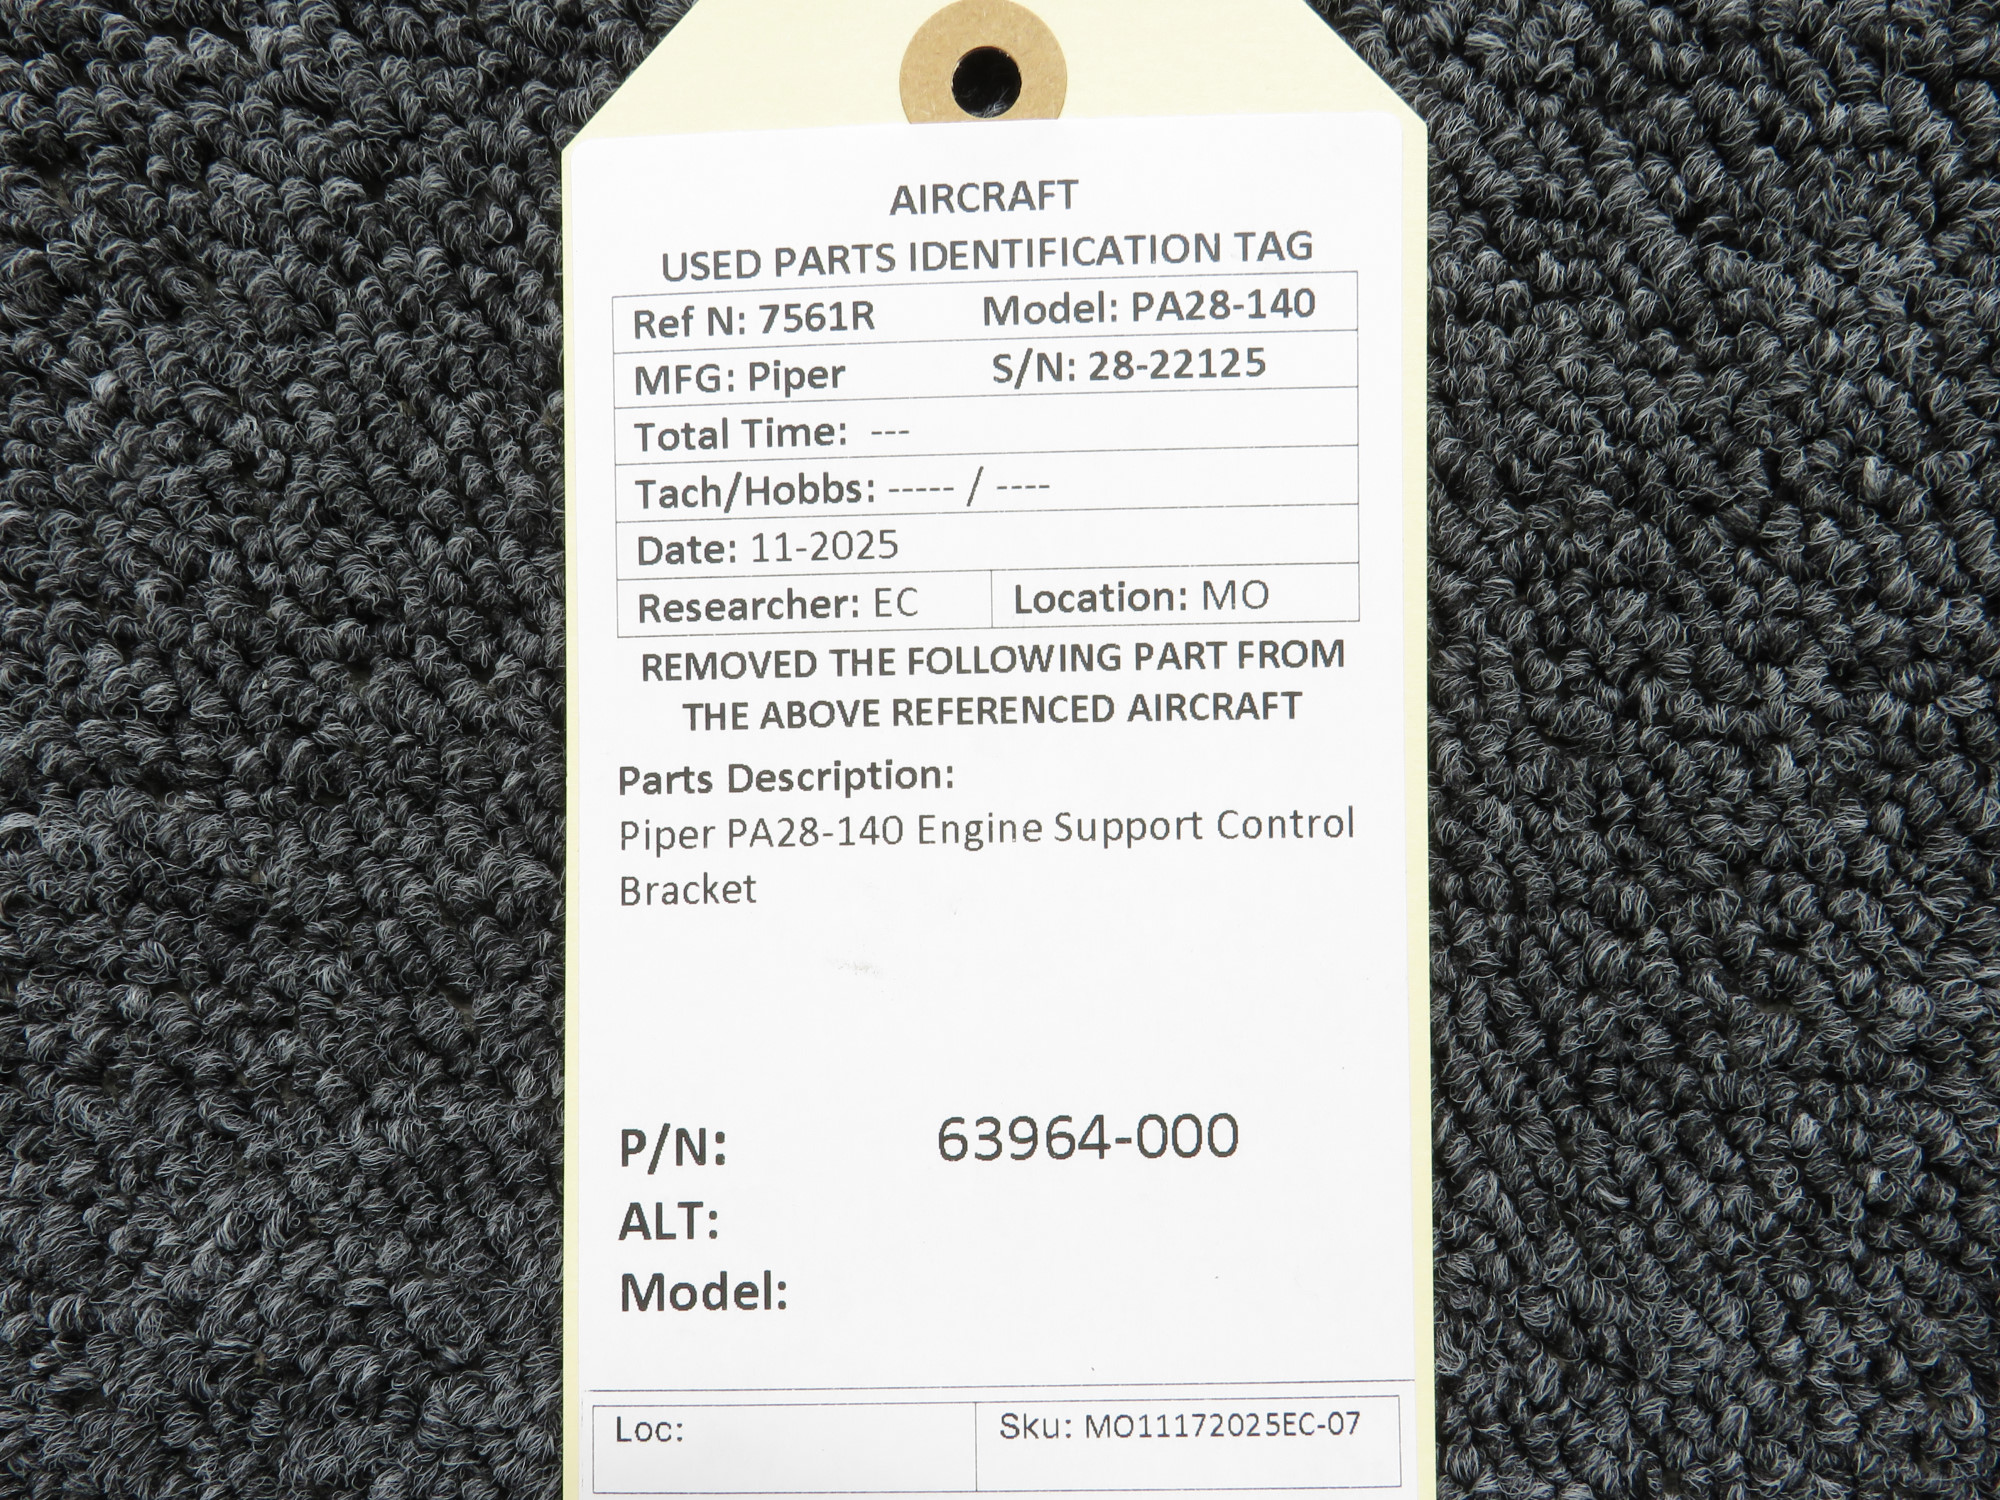 AIRCRAFT
USED PARTS IDENTIFICATION TAG
Ref N: 7561R Model: PA28-140
MFG: Piper S/N: 28-22125
Total Time: ---
Tach/Hobbs: ----- / ----
Date: 11-2025
Researcher: EC Location: MO
REMOVED THE FOLLOWING PART FROM
THE ABOVE REFERENCED AIRCRAFT
Parts Description:
Piper PA28-140 Engine Support Control
Bracket
P/N: 63964-000
ALT:
Model:
Loc: Sku: MO11172025EC-07